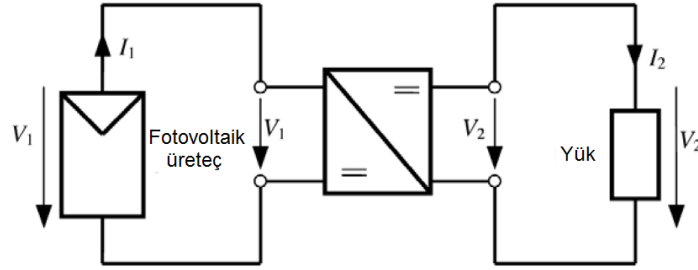 I₁
V₁
Fotovoltaik
üreteç
V₁
V₂
I₂
Yük
V₂